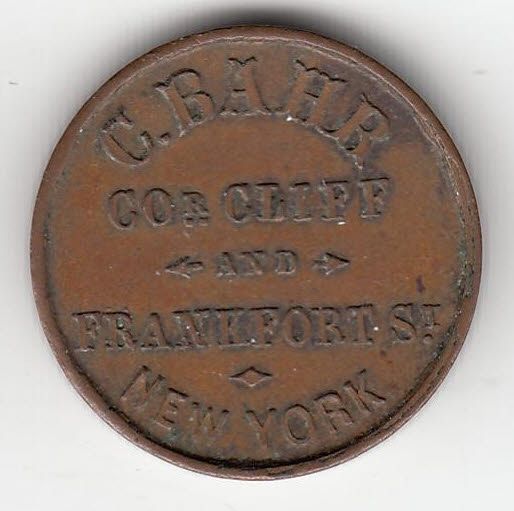 C. BAHR
COR CLIFF
AND
FRANKFORT ST
NEW YORK